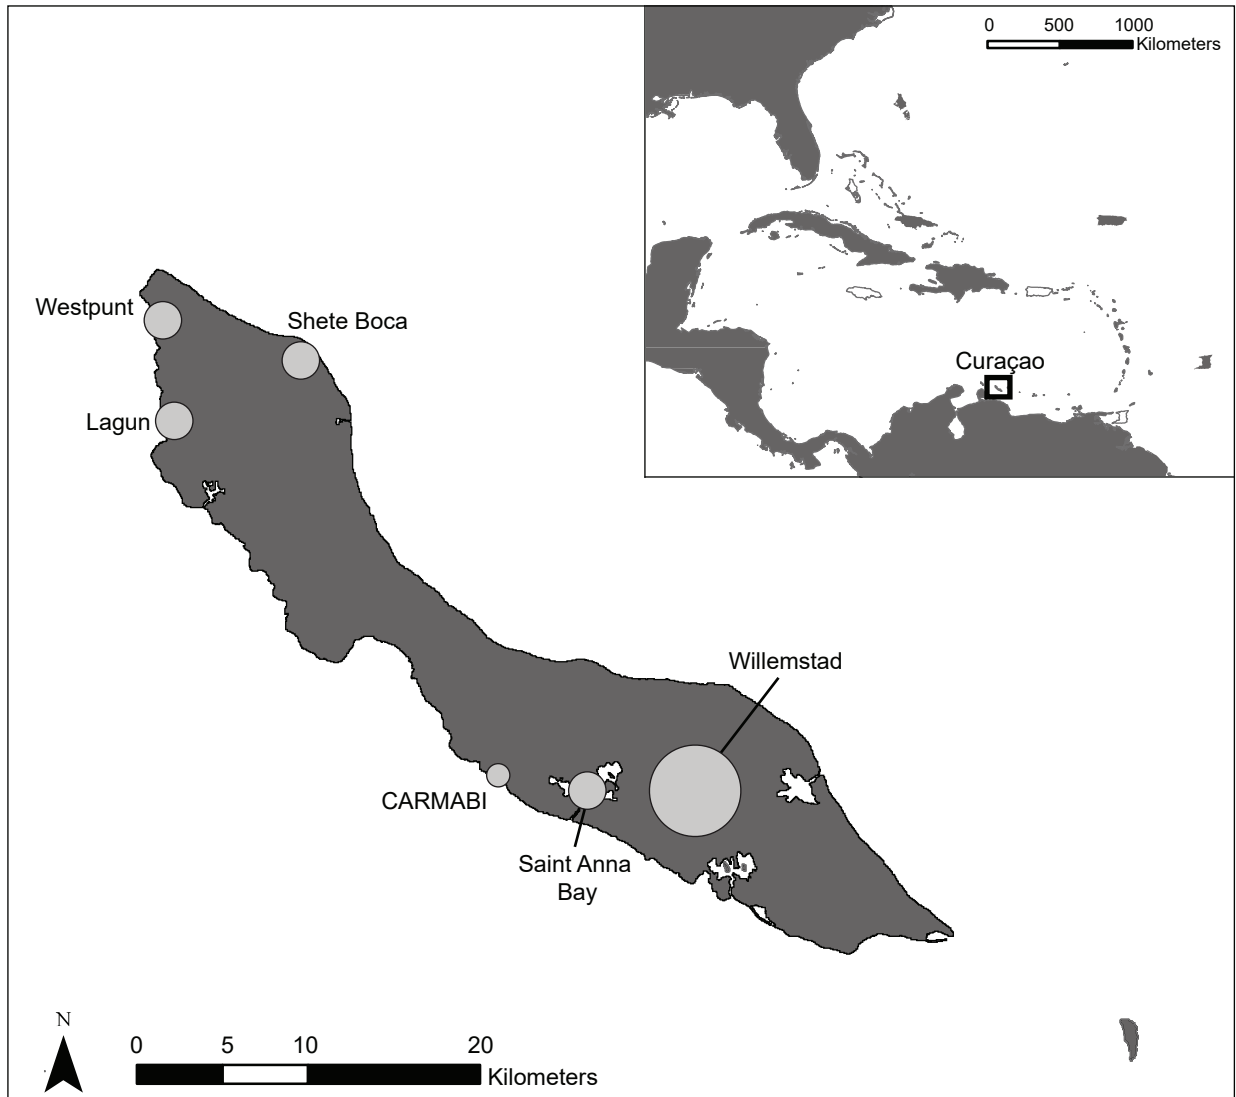 0 500 1000
Kilometers
Curaçao
Westpunt
Shete Boca
Lagun
Willemstad
CARMABI
Saint Anna
Bay
N
0 5 10 20
Kilometers